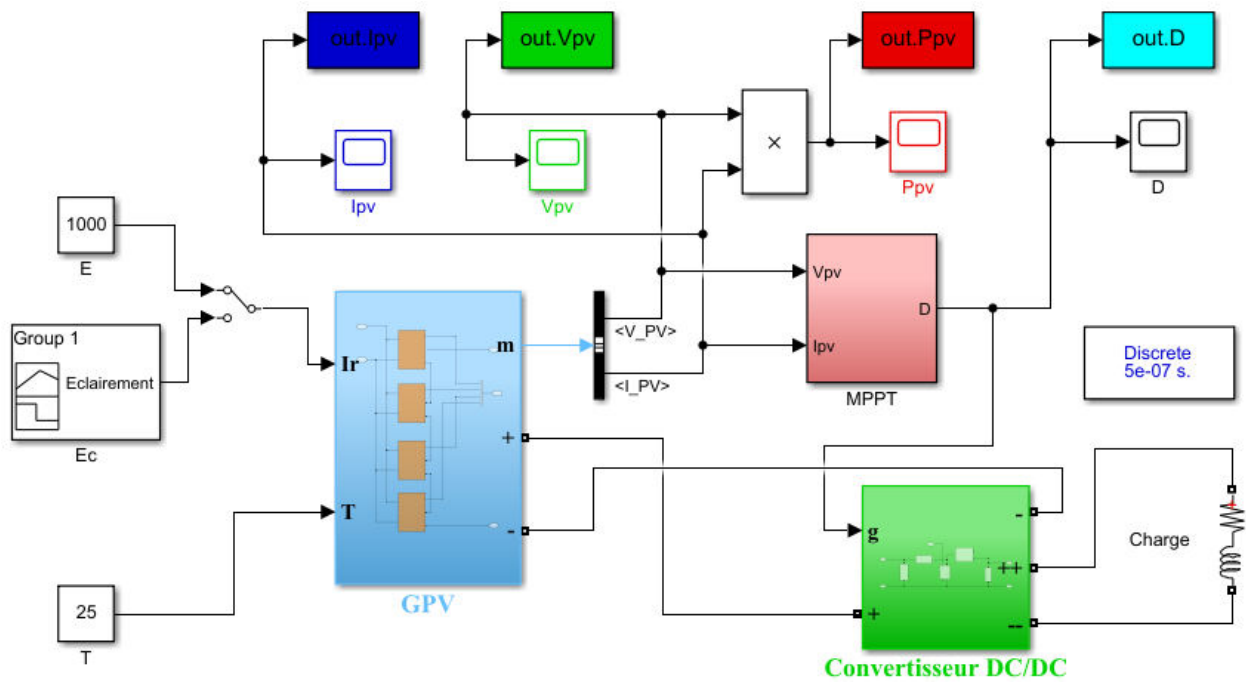 out.Ipv
out.Vpv
out.Ppv
out.D
×
Ipv
Vpv
Ppv
D
1000
E
Group 1
Eclairement
Ec
Ir
m
T
+
-
GPV
<V_PV>
<I_PV>
Vpv
Ipv
D
MPPT
Discrete
5e-07 s.
25
T
g
-
++
+
--
Convertisseur DC/DC
Charge
+